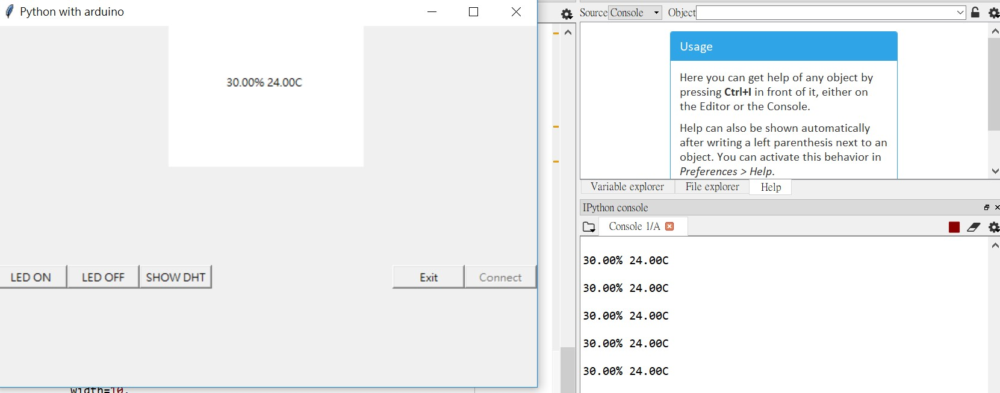 Python with arduino
30.00% 24.00C
LED ON
LED OFF
SHOW DHT
Exit
Connect
width=10,
Source Console Object
Usage
Here you can get help of any object by
pressing Ctrl+I in front of it, either on
the Editor or the Console.
Help can also be shown automatically
after writing a left parenthesis next to an
object. You can activate this behavior in
Preferences > Help.
Variable explorer
File explorer
Help
IPython console
Console 1/A
30.00% 24.00C
30.00% 24.00C
30.00% 24.00C
30.00% 24.00C
30.00% 24.00C